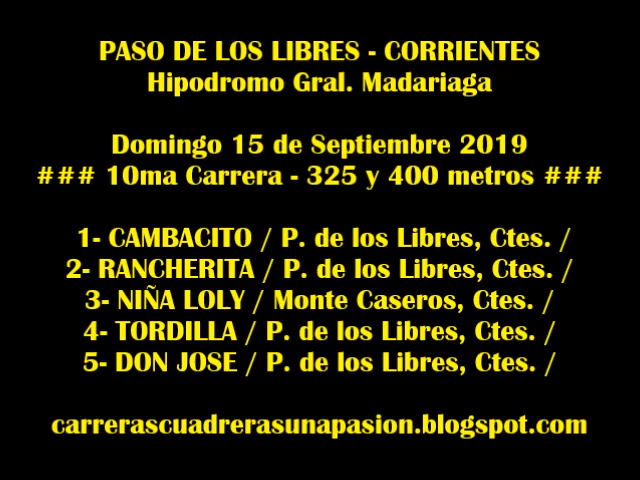 PASO DE LOS LIBRES - CORRIENTES
Hipodromo Gral. Madariaga
Domingo 15 de Septiembre 2019
### 10ma Carrera - 325 y 400 metros ###
1- CAMBACITO / P. de los Libres, Ctes. /
2- RANCHERITA / P. de los Libres, Ctes. /
3- NIÑA LOLY / Monte Caseros, Ctes. /
4- TORDILLA / P. de los Libres, Ctes. /
5- DON JOSE / P. de los Libres, Ctes. /
carrerascuadrerasunapasion.blogspot.com